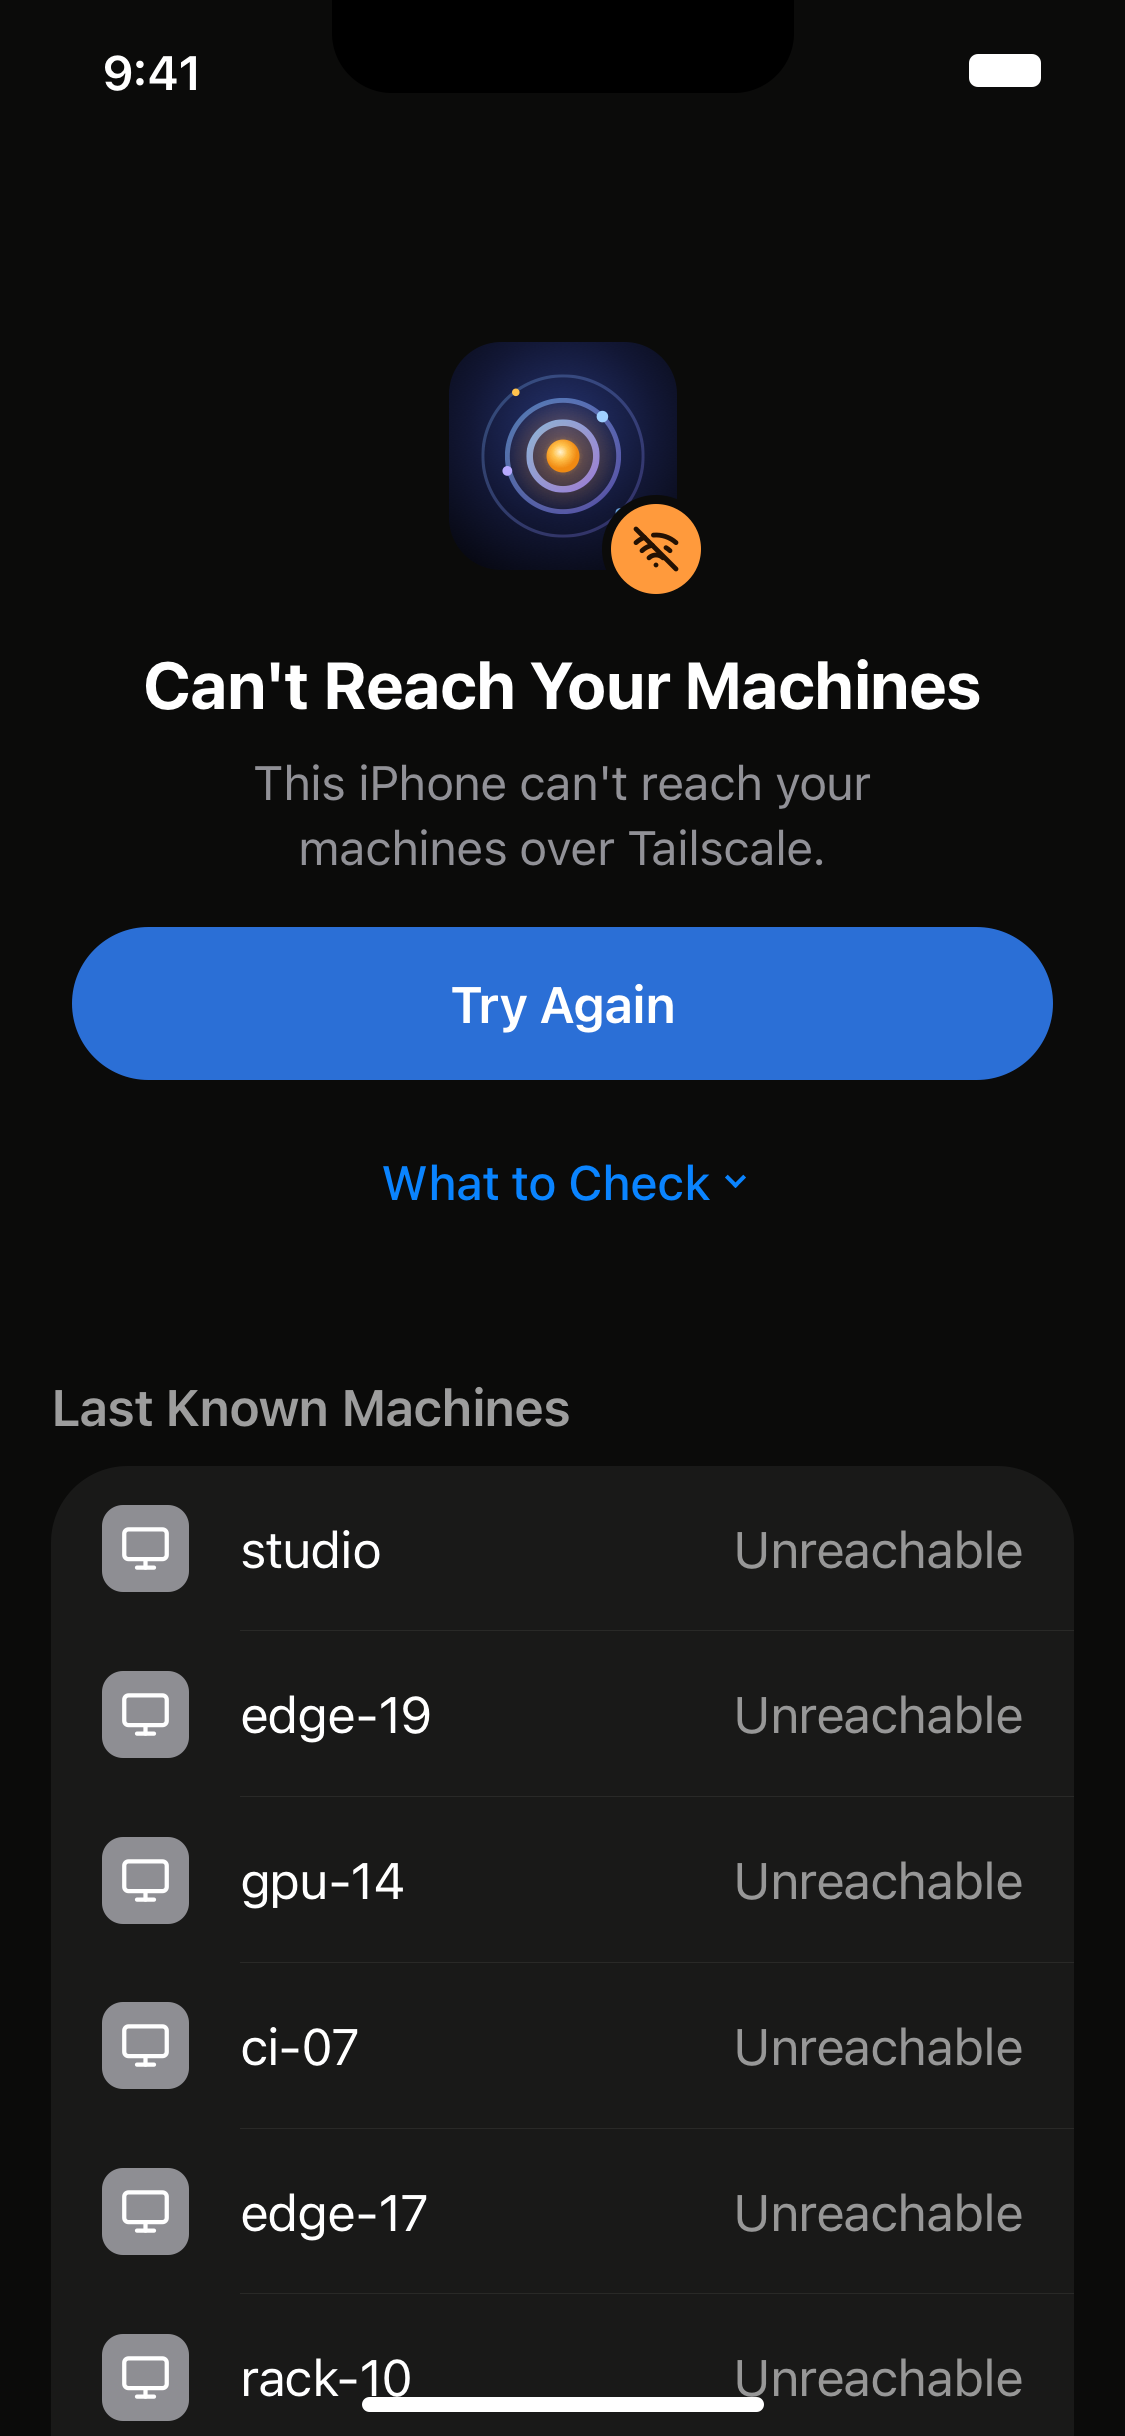 9:41
Can't Reach Your Machines
This iPhone can't reach your
machines over Tailscale.
Try Again
What to Check
Last Known Machines
studio Unreachable
edge-19 Unreachable
gpu-14 Unreachable
ci-07 Unreachable
edge-17 Unreachable
rack-10 Unreachable